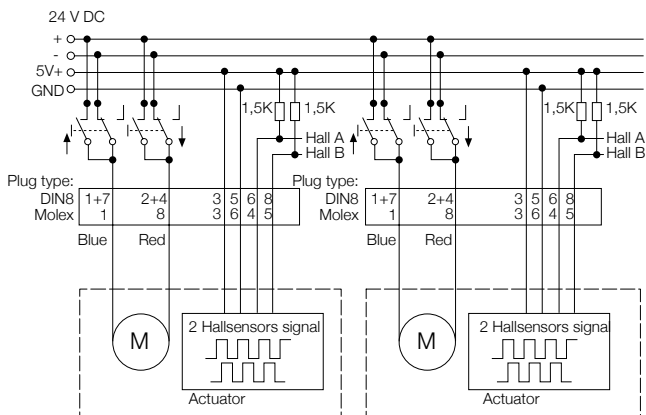 24 V DC
+
-
5V+
GND
1,5K 1,5K 1,5K 1,5K
Hall A Hall A
Hall B Hall B
Plug type: Plug type:
DIN8 1+7 2+4 3 5 6 8 DIN8 1+7 2+4 3 5 6 8
Molex 1 8 3 6 4 5 Molex 1 8 3 6 4 5
Blue Red Blue Red
M 2 Hallsensors signal M 2 Hallsensors signal
Actuator Actuator